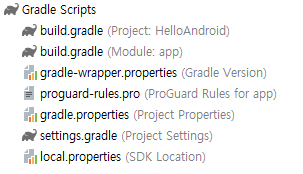 Gradle Scripts
build.gradle (Project: HelloAndroid)
build.gradle (Module: app)
gradle-wrapper.properties (Gradle Version)
proguard-rules.pro (ProGuard Rules for app)
gradle.properties (Project Properties)
settings.gradle (Project Settings)
local.properties (SDK Location)